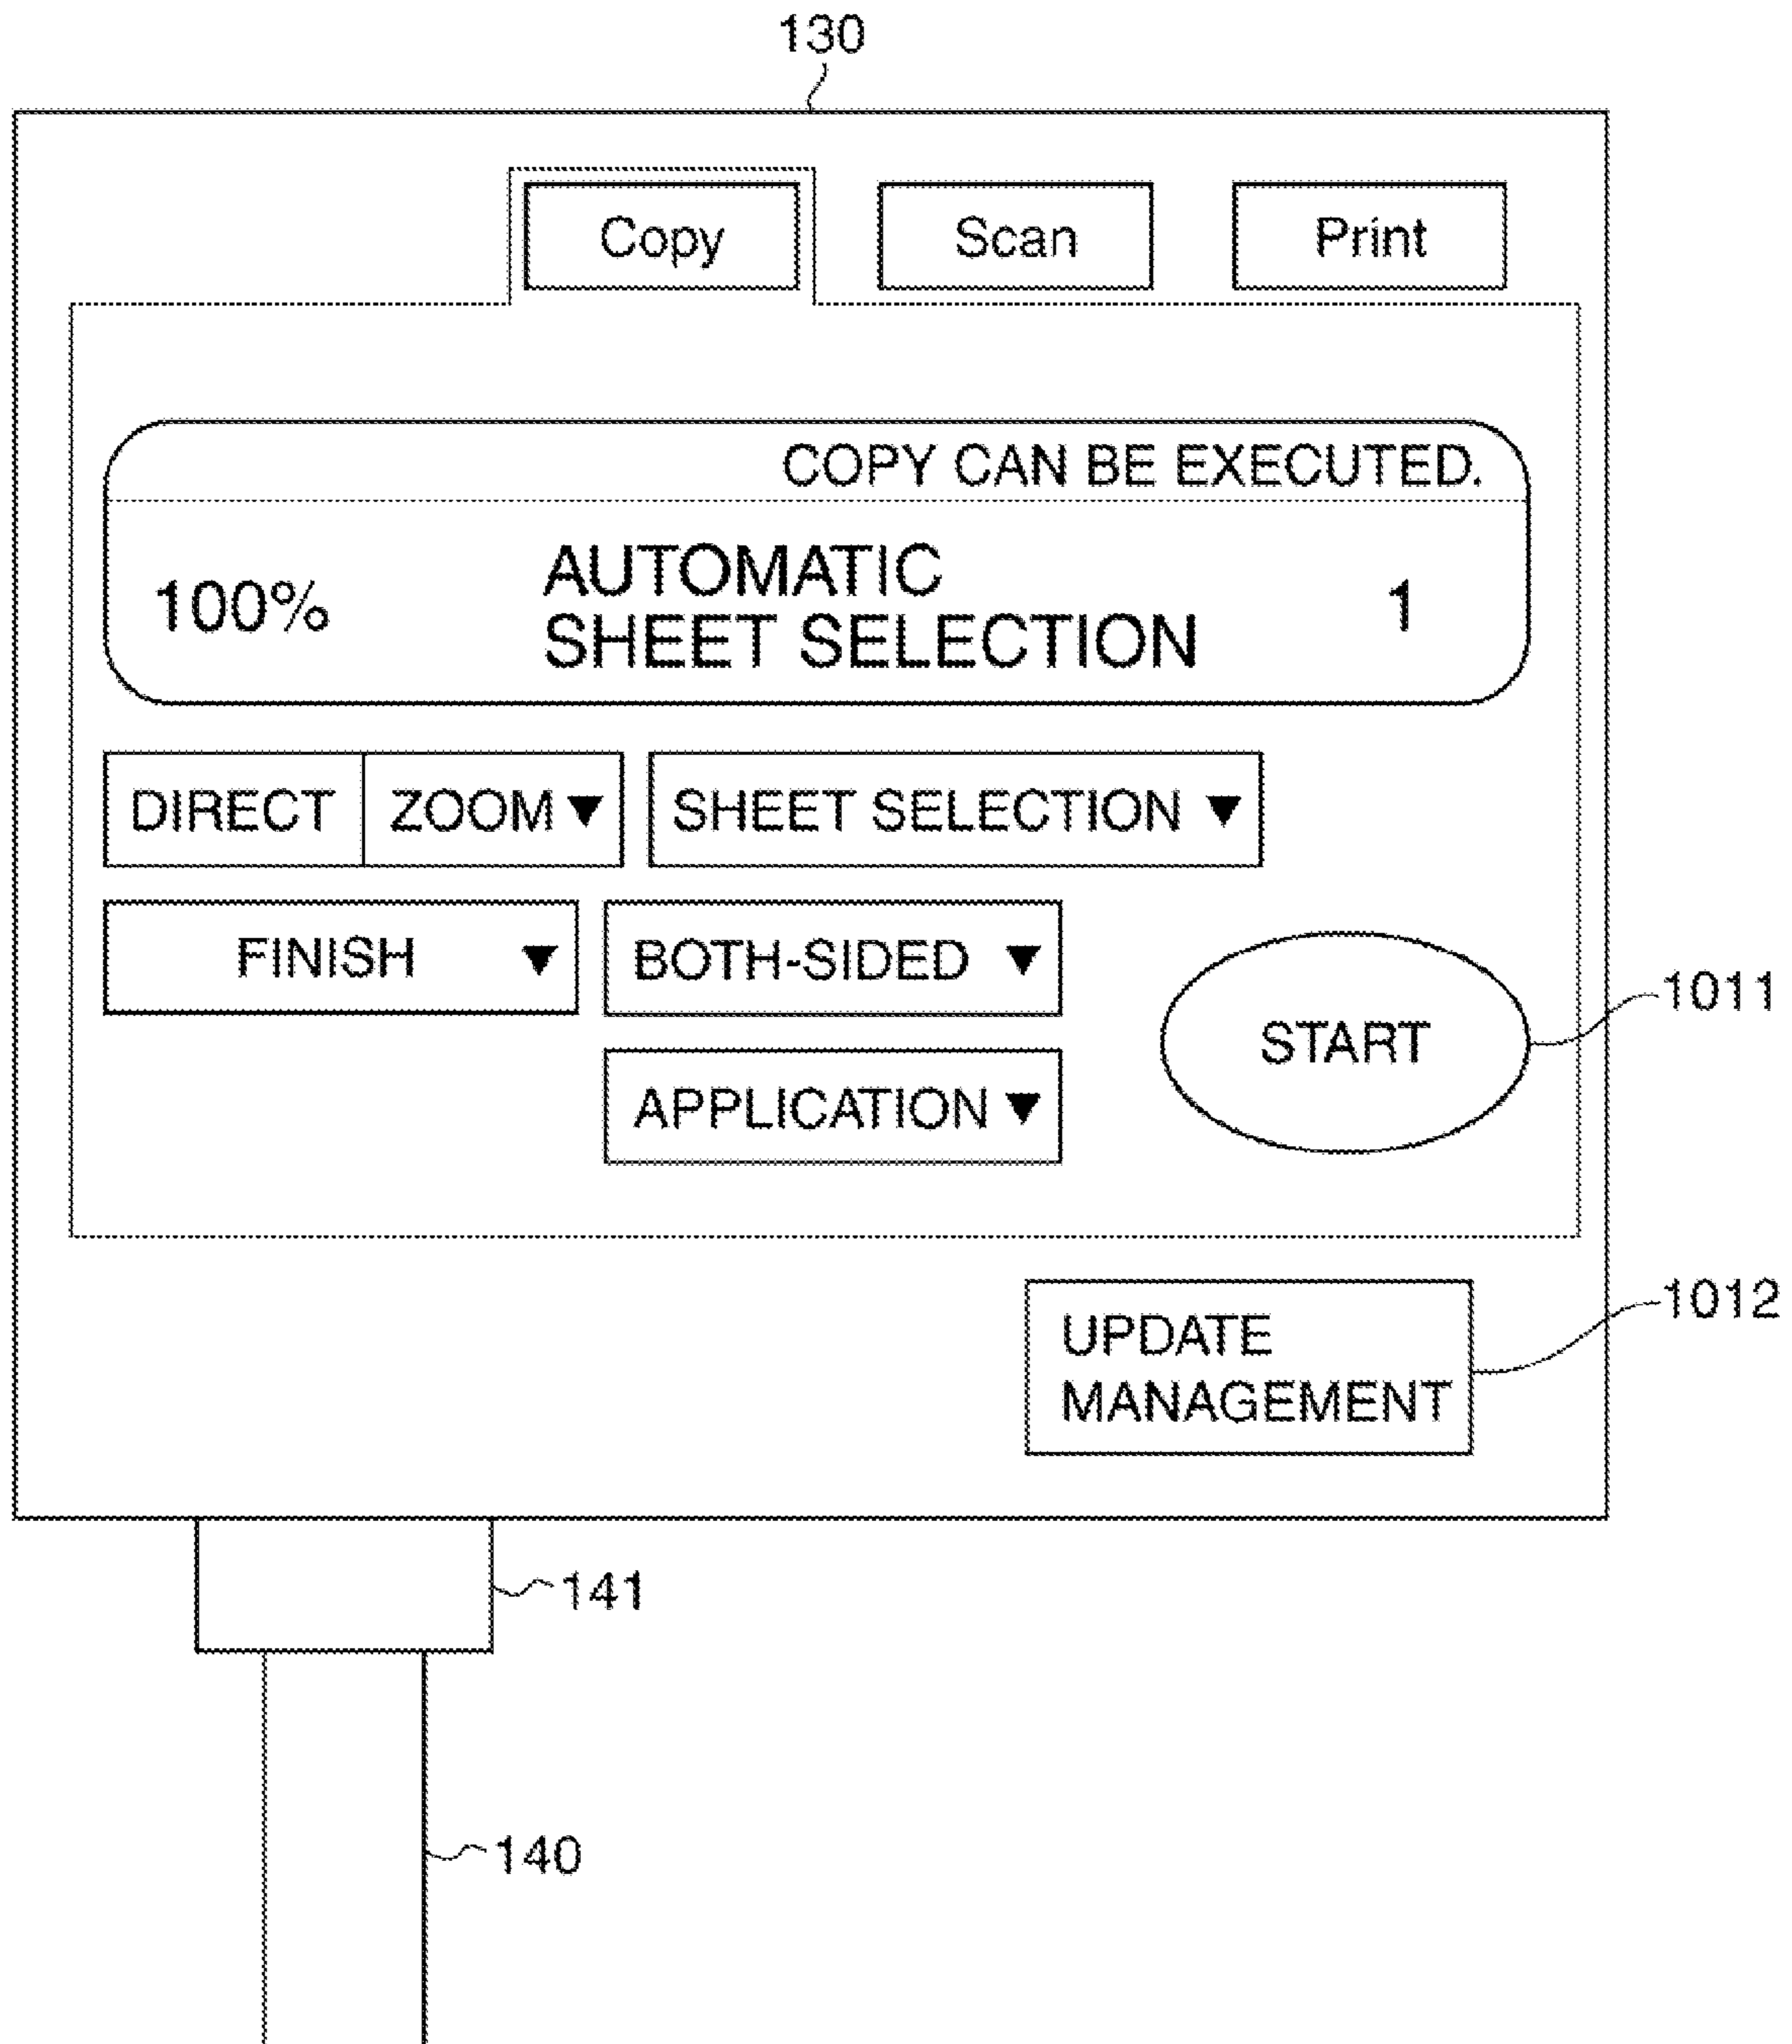 130
Copy Scan Print
COPY CAN BE EXECUTED.
100% AUTOMATIC SHEET SELECTION 1
DIRECT ZOOM▼ SHEET SELECTION ▼
FINISH ▼ BOTH-SIDED ▼
START 1011
APPLICATION ▼
UPDATE
MANAGEMENT
1012
141
140